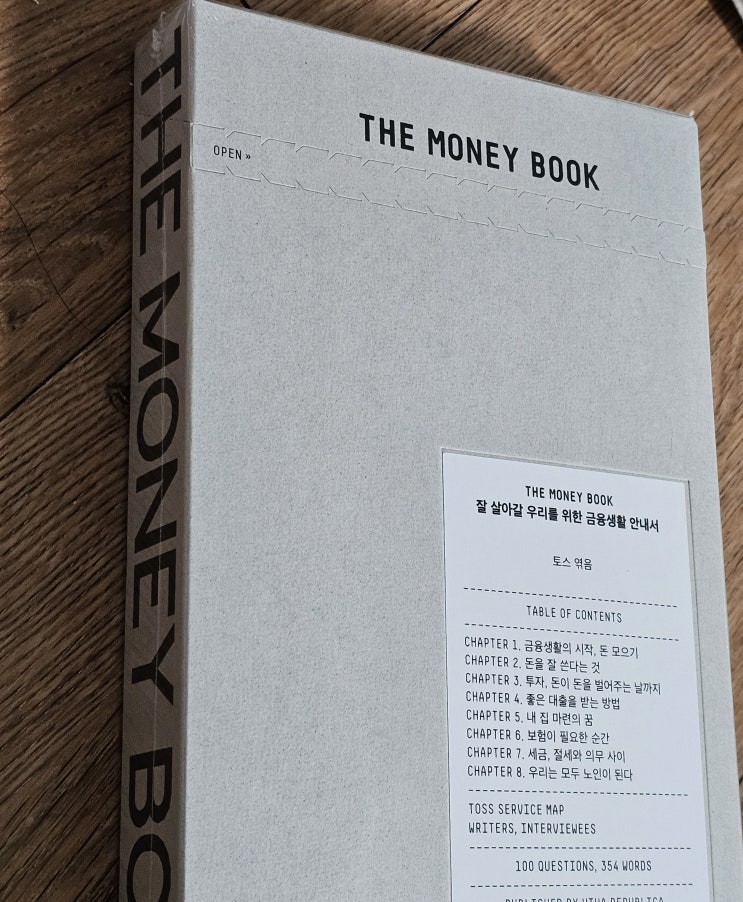 THE MONEY BO
THE MONEY BOOK
OPEN »
THE MONEY BOOK
잘 살아갈 우리를 위한 금융생활 안내서
토스 엮음
TABLE OF CONTENTS
CHAPTER 1. 금융생활의 시작, 돈 모으기
CHAPTER 2. 돈을 잘 쓴다는 것
CHAPTER 3. 투자, 돈이 돈을 벌어주는 날까지
CHAPTER 4. 좋은 대출을 받는 방법
CHAPTER 5. 내 집 마련의 꿈
CHAPTER 6. 보험이 필요한 순간
CHAPTER 7. 세금, 절세와 의무 사이
CHAPTER 8. 우리는 모두 노인이 된다
TOSS SERVICE MAP
WRITERS, INTERVIEWEES
100 QUESTIONS, 354 WORDS
PUBLISHED BY VIVA REPUBLICA